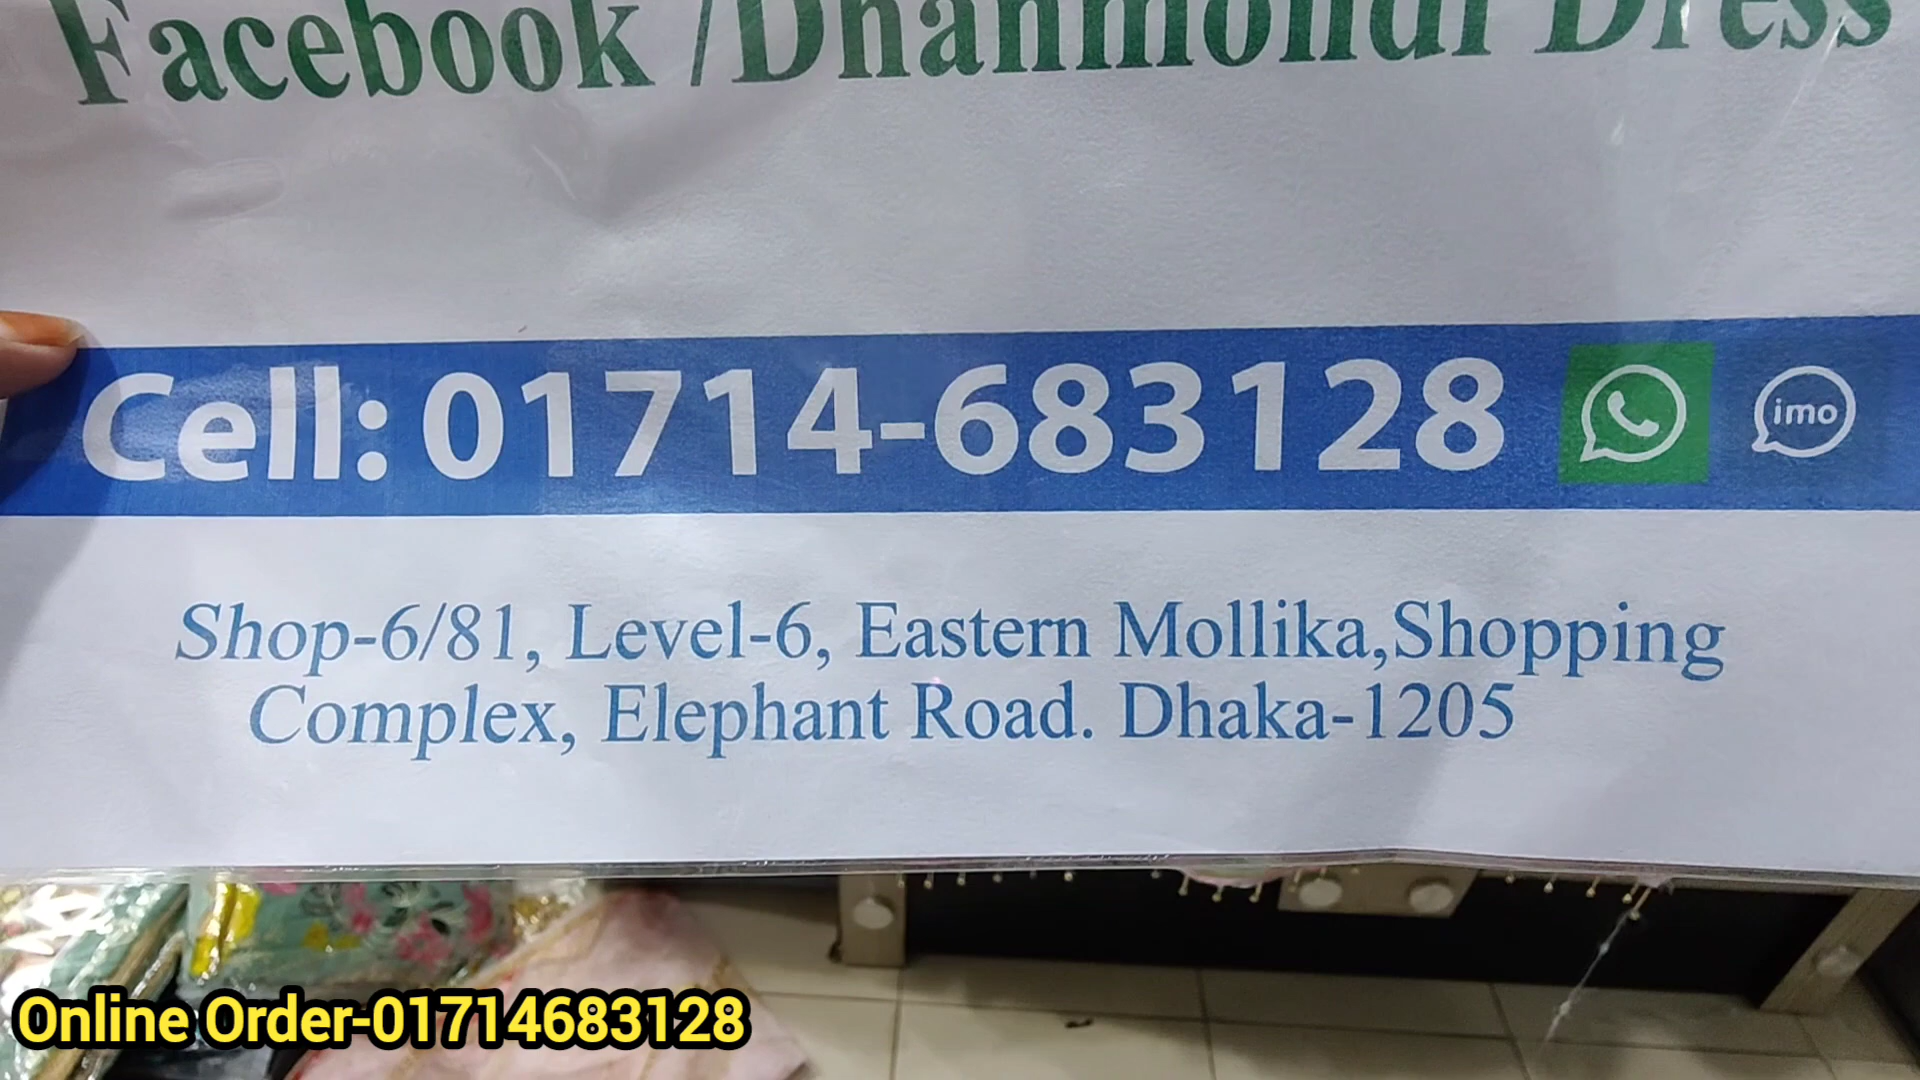 Facebook /Dhanmondi Dress
Cell: 01714-683128
imo
Shop-6/81, Level-6, Eastern Mollika,Shopping
Complex, Elephant Road. Dhaka-1205
Online Order-01714683128